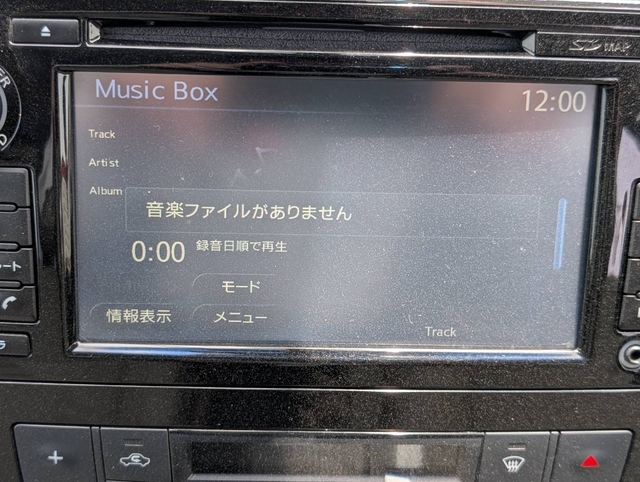 MAP
Music Box
12:00
Track
Artist
Album
音楽ファイルがありません
0:00 録音日順で再生
モード
情報表示 メニュー
Track